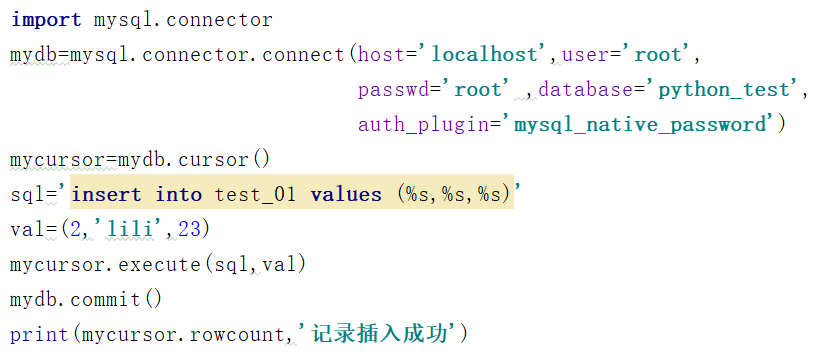 import mysql.connector
mydb=mysql.connector.connect(host='localhost',user='root',
passwd='root' ,database='python_test',
auth_plugin='mysql_native_password')
mycursor=mydb.cursor()
sql='insert into test_01 values (%s,%s,%s)'
val=(2,'lili',23)
mycursor.execute(sql,val)
mydb.commit()
print(mycursor.rowcount,'记录插入成功')